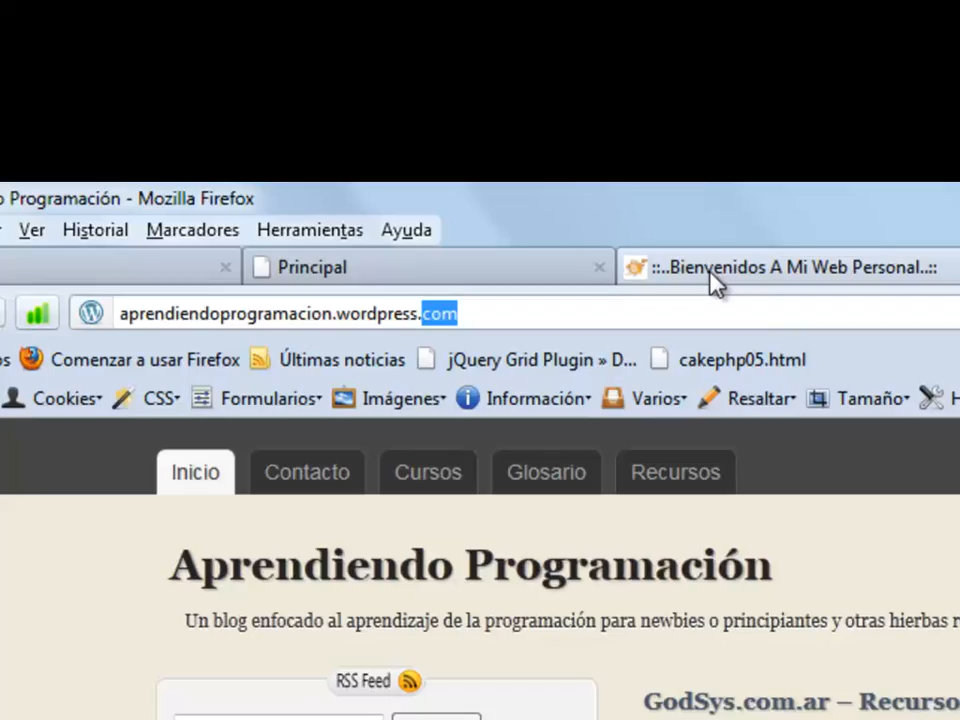 Programación - Mozilla Firefox
Ver Historial Marcadores Herramientas Ayuda
Principal ::..Bienvenidos A Mi Web Personal..::
aprendiendoprogramacion.wordpress.com
Comenzar a usar Firefox Últimas noticias jQuery Grid Plugin » D... cakephp05.html
Cookies CSS Formularios Imágenes Información Varios Resaltar Tamaño
Inicio Contacto Cursos Glosario Recursos
Aprendiendo Programación
Un blog enfocado al aprendizaje de la programación para newbies o principiantes y otras hierbas
RSS Feed
GodSys.com.ar – Recurso